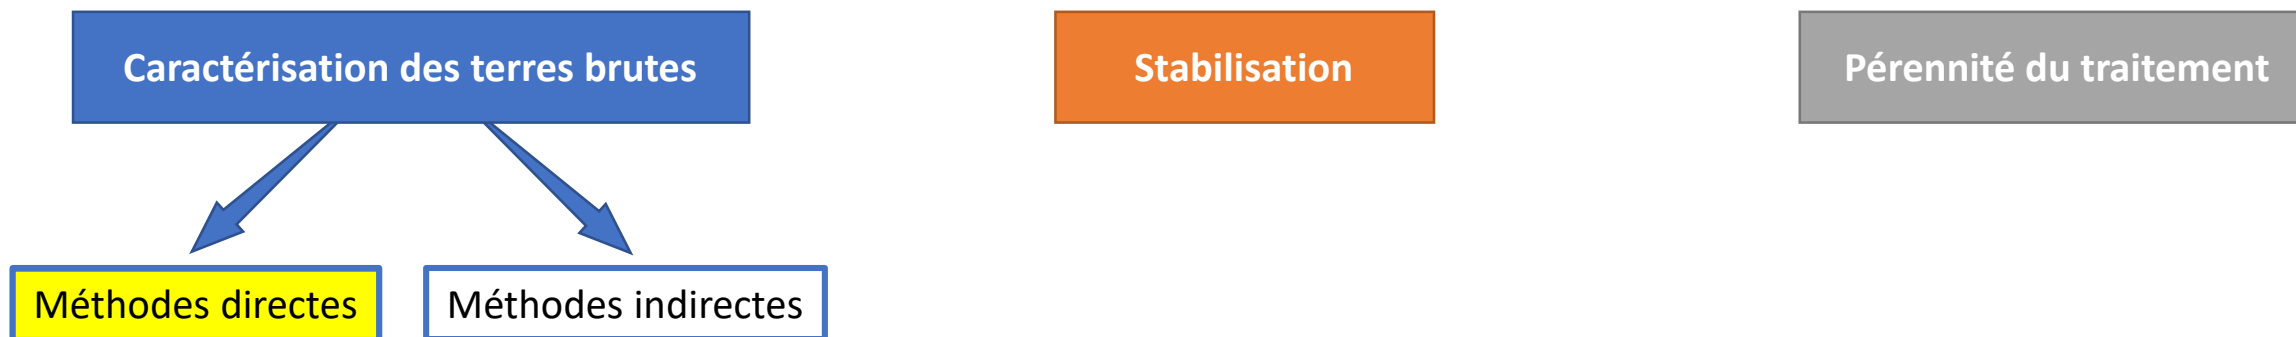 Caractérisation des terres brutes
Stabilisation
Pérennité du traitement
Méthodes directes
Méthodes indirectes